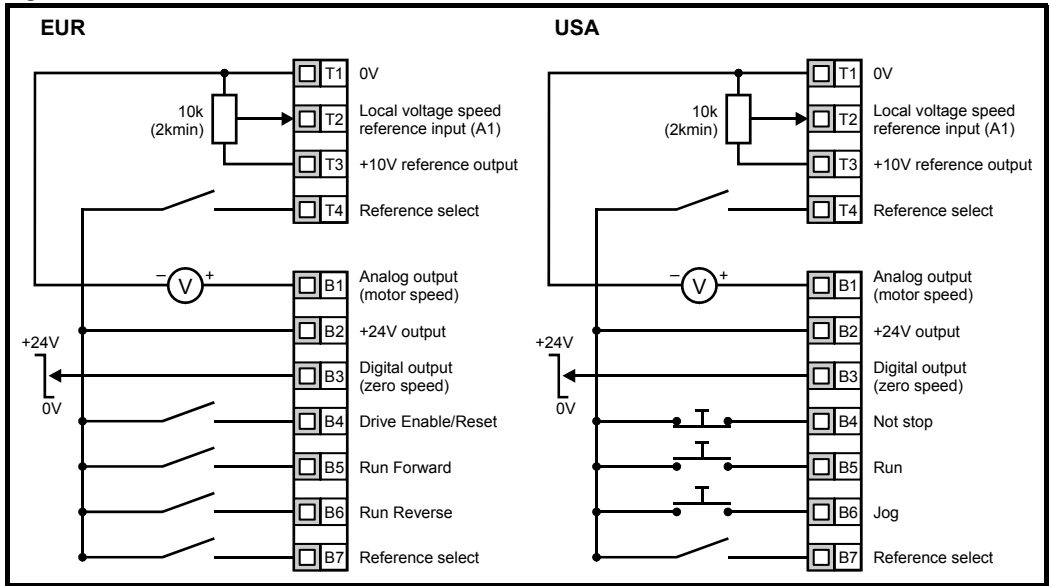 EUR
T1 0V
10k
(2kmin)
T2 Local voltage speed
reference input (A1)
T3 +10V reference output
T4 Reference select
– V +
B1 Analog output
(motor speed)
B2 +24V output
+24V
0V
B3 Digital output
(zero speed)
B4 Drive Enable/Reset
B5 Run Forward
B6 Run Reverse
B7 Reference select
USA
T1 0V
10k
(2kmin)
T2 Local voltage speed
reference input (A1)
T3 +10V reference output
T4 Reference select
– V +
B1 Analog output
(motor speed)
B2 +24V output
+24V
0V
B3 Digital output
(zero speed)
B4 Not stop
B5 Run
B6 Jog
B7 Reference select